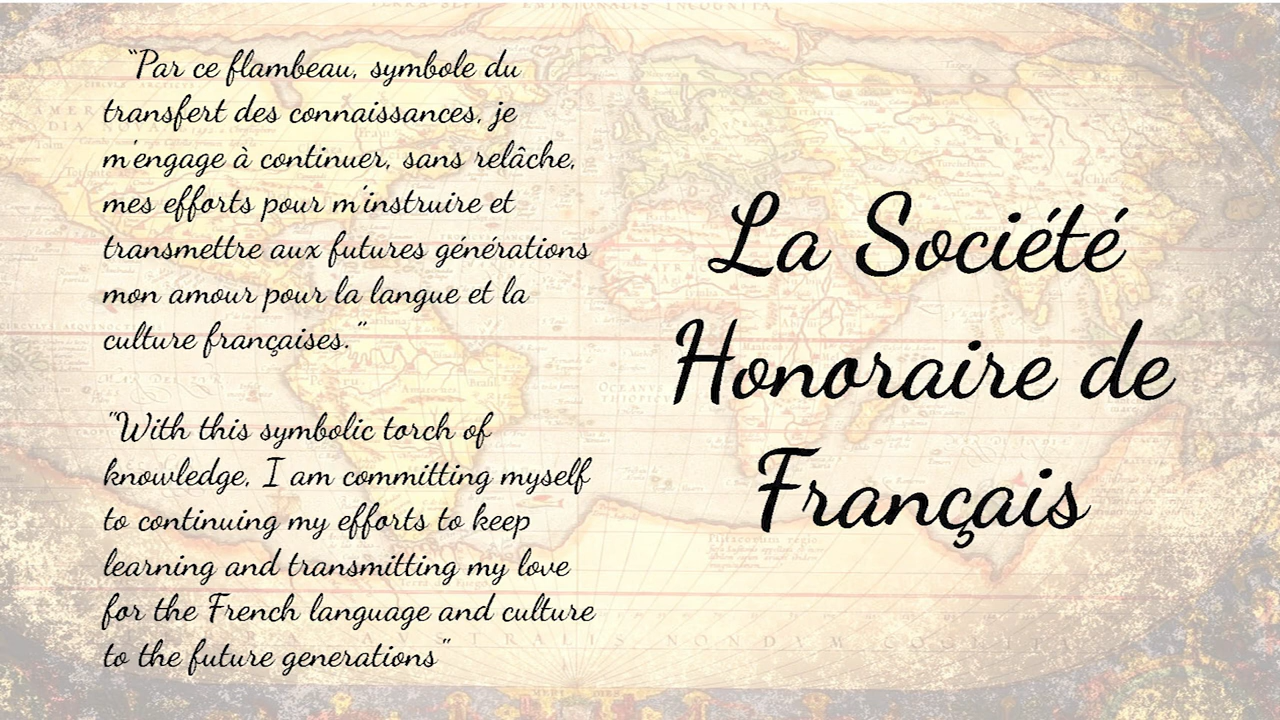 "Par ce flambeau, symbole du
transfert des connaissances, je
m'engage à continuer, sans relâche,
mes efforts pour m'instruire et
transmettre aux futures générations
mon amour pour la langue et la
culture françaises."
"With this symbolic torch of
knowledge, I am committing myself
to continuing my efforts to keep
learning and transmitting my love
for the French language and culture
to the future generations"
La Société
Honoraire de
Français